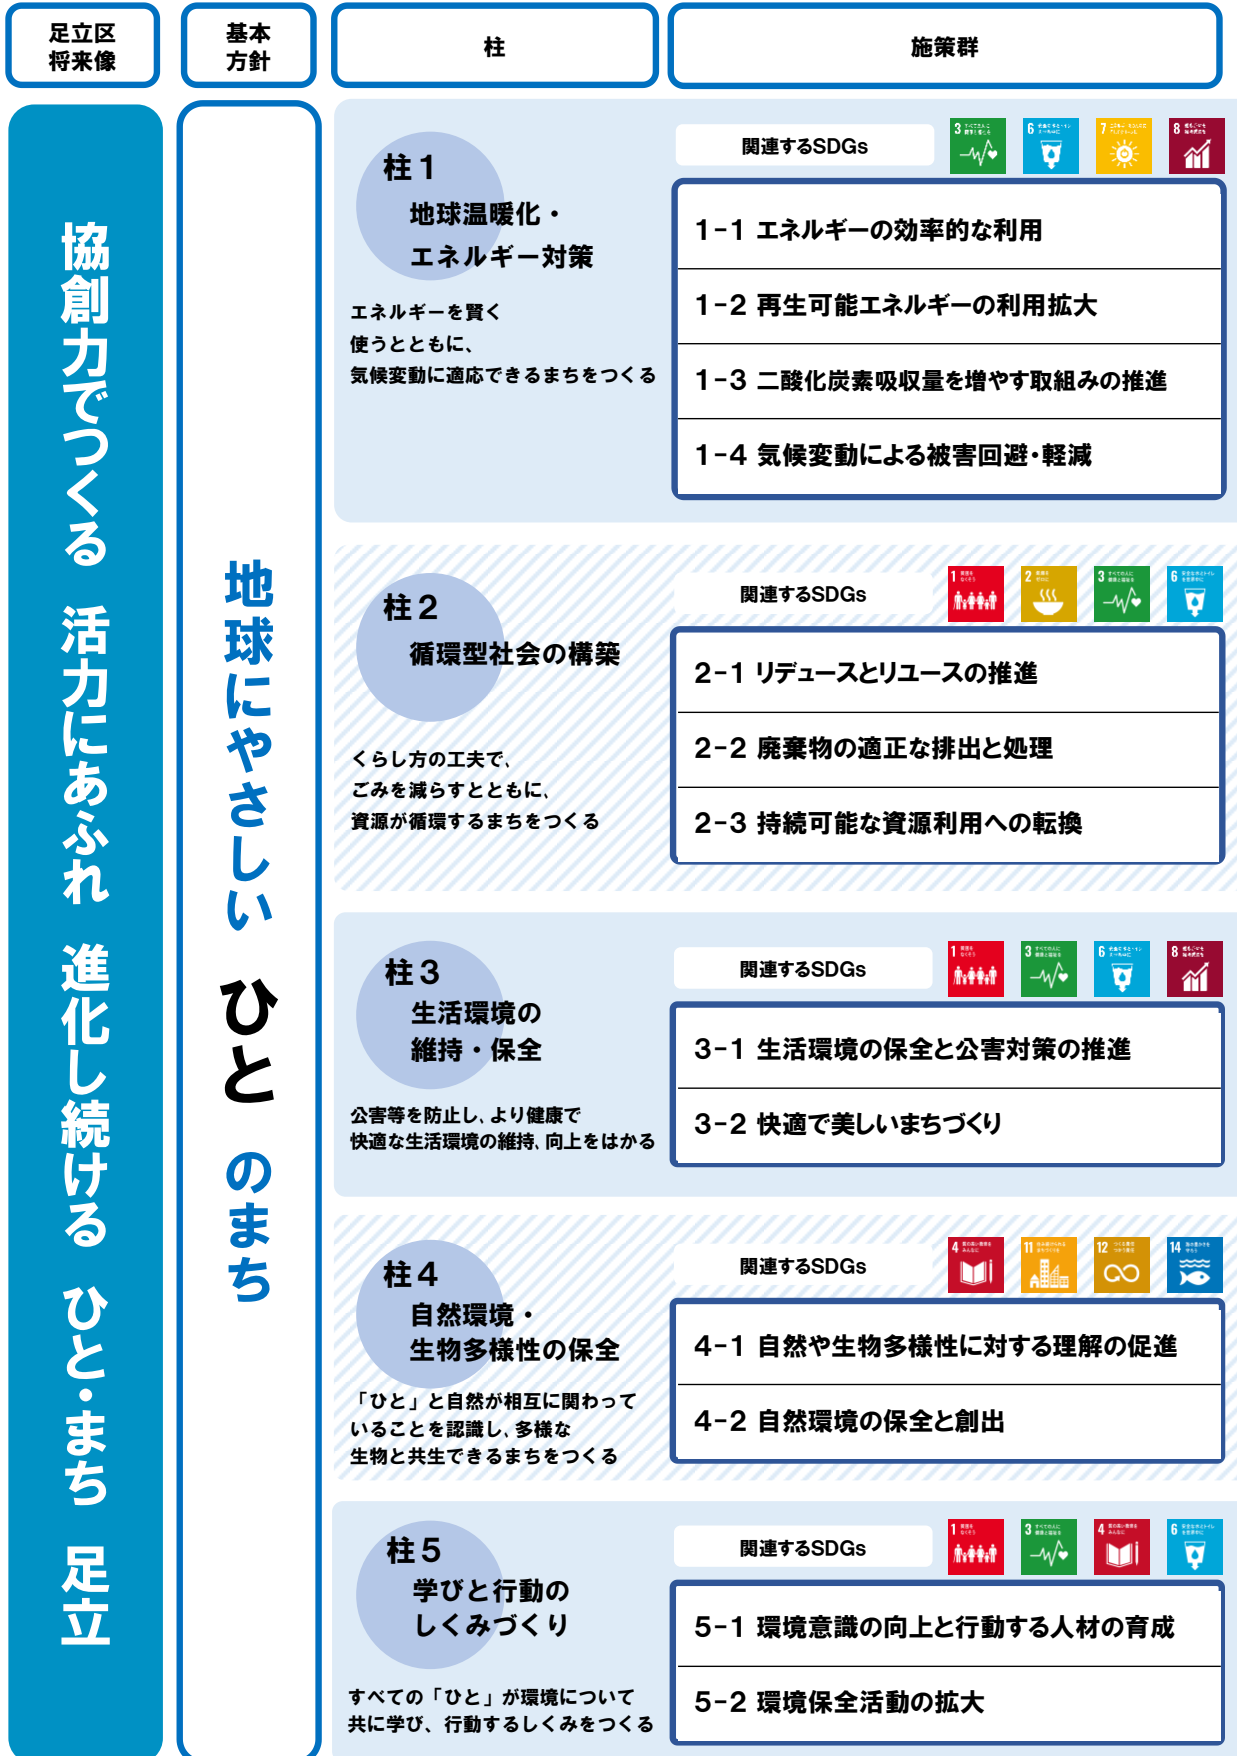 足立区
将来像
基本
方針
柱
施策群
協創力でつくる 活力にあふれ 進化し続ける ひと・まち 足立
地球にやさしい ひと のまち
柱1
地球温暖化・
エネルギー対策
エネルギーを賢く
使うとともに、
気候変動に適応できるまちをつくる
関連するSDGs
3
6
7
8
1-1 エネルギーの効率的な利用
1-2 再生可能エネルギーの利用拡大
1-3 二酸化炭素吸収量を増やす取組みの推進
1-4 気候変動による被害回避・軽減
柱2
循環型社会の構築
くらし方の工夫で、
ごみを減らすとともに、
資源が循環するまちをつくる
関連するSDGs
1
2
3
6
2-1 リデュースとリユースの推進
2-2 廃棄物の適正な排出と処理
2-3 持続可能な資源利用への転換
柱3
生活環境の
維持・保全
公害等を防止し、より健康で
快適な生活環境の維持、向上をはかる
関連するSDGs
1
3
6
8
3-1 生活環境の保全と公害対策の推進
3-2 快適で美しいまちづくり
柱4
自然環境・
生物多様性の保全
「ひと」と自然が相互に関わって
いることを認識し、多様な
生物と共生できるまちをつくる
関連するSDGs
4
11
12
14
4-1 自然や生物多様性に対する理解の促進
4-2 自然環境の保全と創出
柱5
学びと行動の
しくみづくり
すべての「ひと」が環境について
共に学び、行動するしくみをつくる
関連するSDGs
1
3
4
6
5-1 環境意識の向上と行動する人材の育成
5-2 環境保全活動の拡大